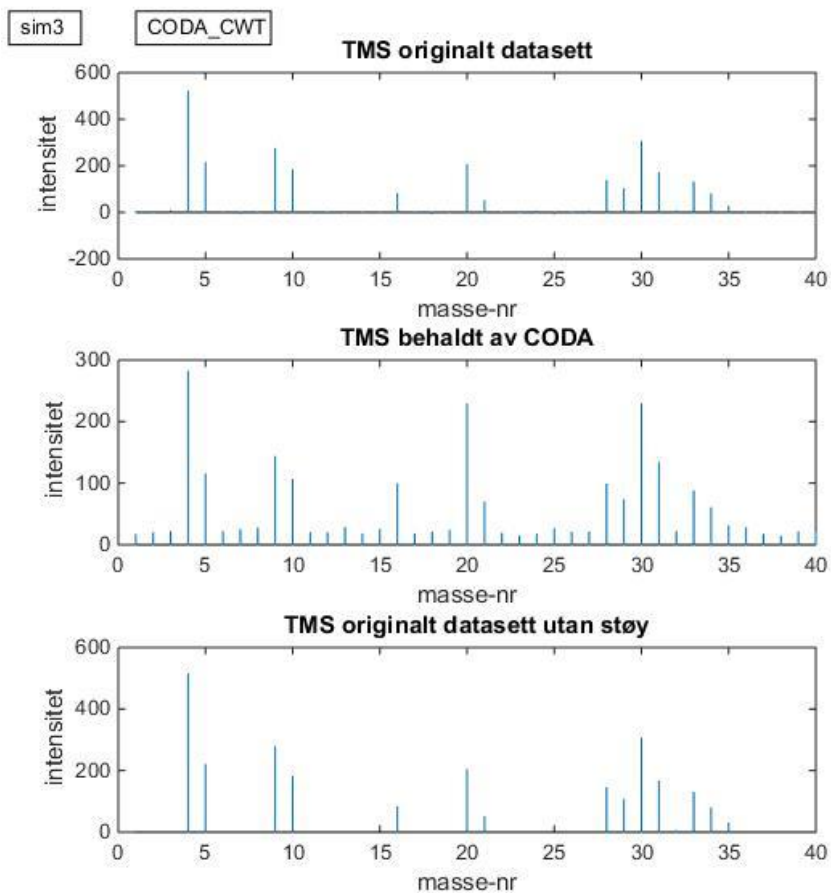 sim3
CODA_CWT
TMS originalt datasett
600
400
200
0
-200
intensitet
0 5 10 15 20 25 30 35 40
masse-nr
TMS behaldt av CODA
300
200
100
0
intensitet
0 5 10 15 20 25 30 35 40
masse-nr
TMS originalt datasett utan støy
600
400
200
0
intensitet
0 5 10 15 20 25 30 35 40
masse-nr